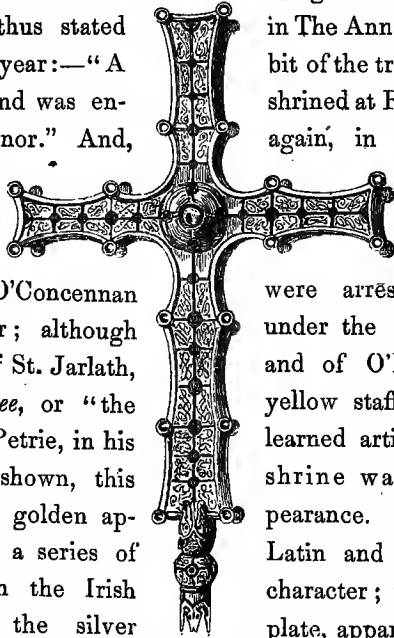 thus stated in The Ann
year:—“A bit of the tr
nd was en- shrined at R
nor.” And, again, in
O'Concennan were arres
r; although under the
f St. Jarlath, and of O'
ee, or “the yellow staff
Petrie, in his learned arti
shown, this shrine wa
golden ap- pearance.
a series of Latin and
n the Irish character;
the silver plate, appar